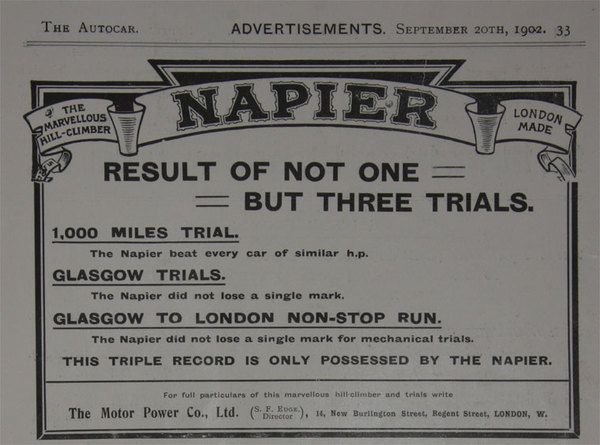 THE AUTOCAR. ADVERTISEMENTS. SEPTEMBER 20TH, 1902. 33
THE MARVELLOUS HILL-CLIMBER
NAPIER
LONDON MADE
RESULT OF NOT ONE
BUT THREE TRIALS.
1,000 MILES TRIAL.
The Napier beat every car of similar h.p.
GLASGOW TRIALS.
The Napier did not lose a single mark.
GLASGOW TO LONDON NON-STOP RUN.
The Napier did not lose a single mark for mechanical trials.
THIS TRIPLE RECORD IS ONLY POSSESSED BY THE NAPIER.
For full particulars of this marvellous hill-climber and trials write
The Motor Power Co., Ltd. (S. F. EDGE, Director), 14, New Burlington Street, Regent Street, LONDON, W.